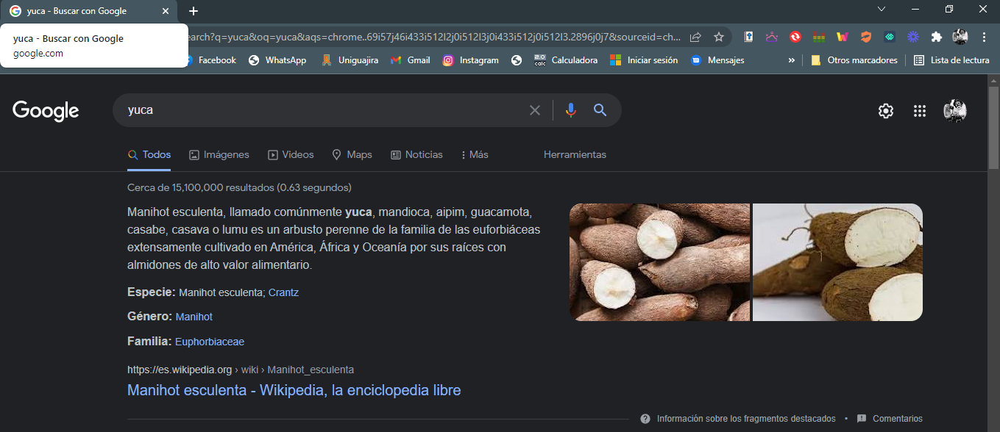 yuca - Buscar con Google
yuca - Buscar con Google
google.com
earch?q=yuca&oq=yuca&aqs=chrome..69i57j46i433i512l2j0i512l3j0i433i512j0i512l3.2896j0j7&sourceid=ch...
Facebook WhatsApp Uniguajira Gmail Instagram 2.0 calc Calculadora Iniciar sesión Mensajes » Otros marcadores Lista de lectura
Google
yuca
Todos Imágenes Videos Maps Noticias Más Herramientas
Cerca de 15,100,000 resultados (0.63 segundos)
Manihot esculenta, llamado comúnmente yuca, mandioca, aipim, guacamota,
casabe, casava o lumu es un arbusto perenne de la familia de las euforbiáceas
extensamente cultivado en América, África y Oceanía por sus raíces con
almidones de alto valor alimentario.
Especie: Manihot esculenta; Crantz
Género: Manihot
Familia: Euphorbiaceae
https://es.wikipedia.org › wiki › Manihot_esculenta
Manihot esculenta - Wikipedia, la enciclopedia libre
Información sobre los fragmentos destacados • Comentarios